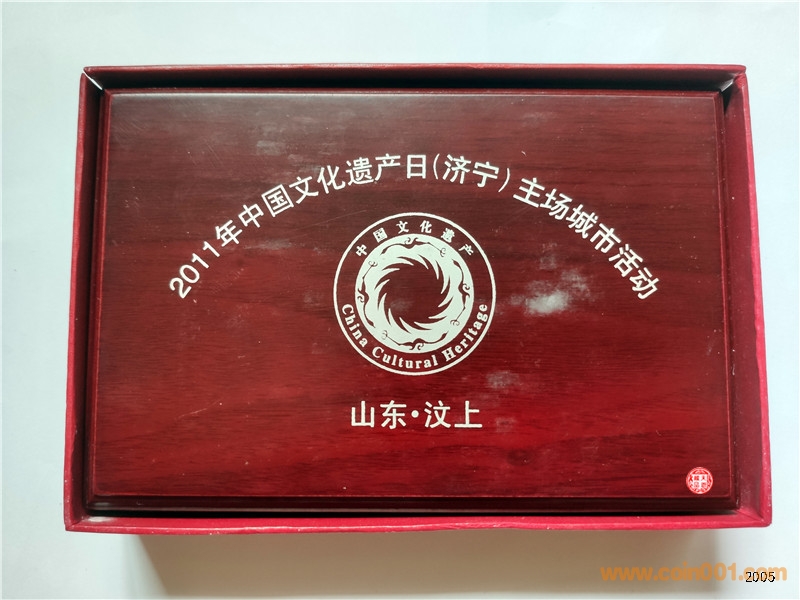 2011年中国文化遗产日(济宁)主场城市活动
中国文化遗产
China Cultural Heritage
山东·汶上
www.coin001.com
2005